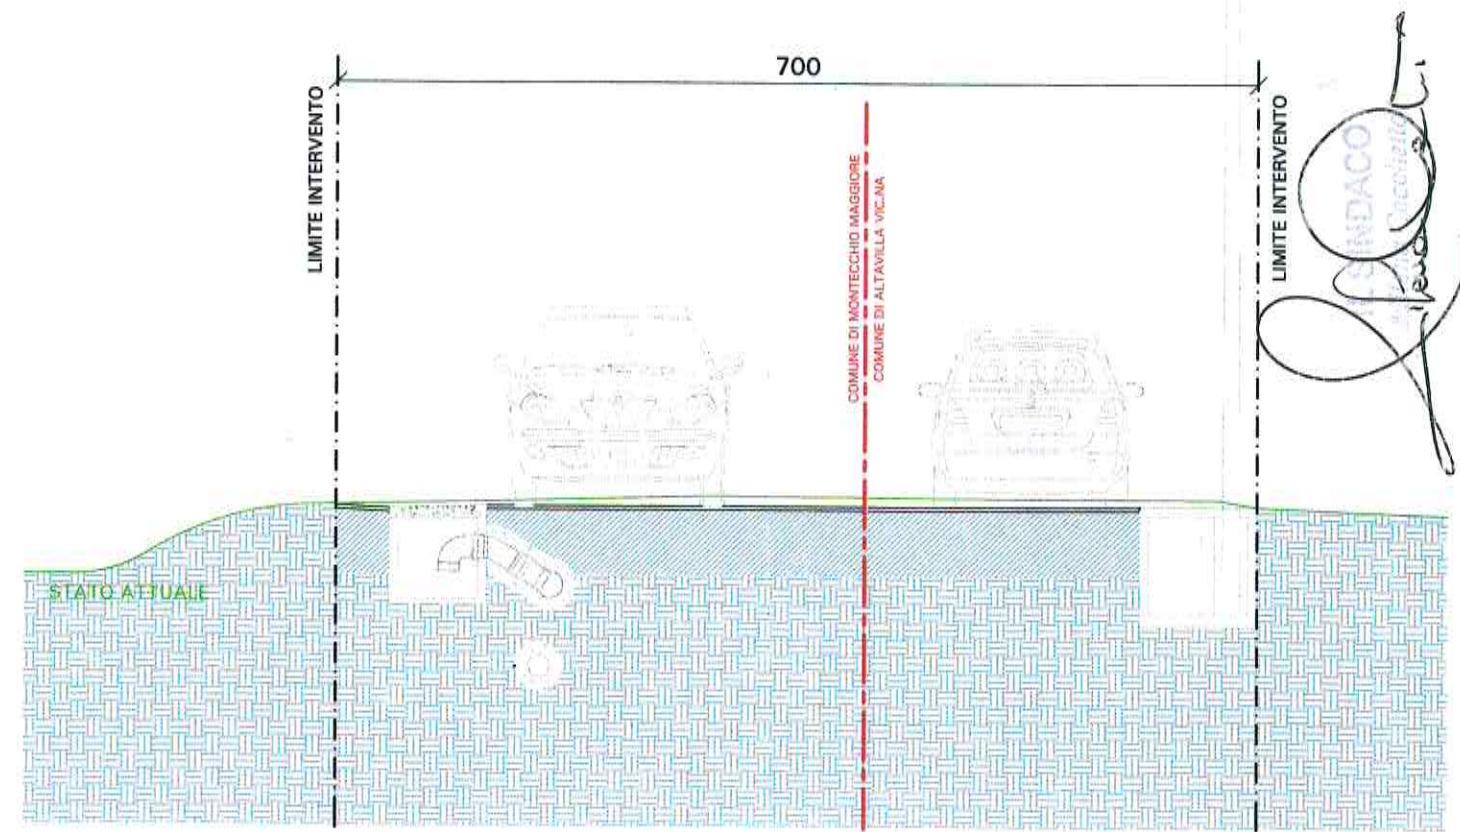 700
LIMITE INTERVENTO
COMUNE DI MONTECCHIO MAGGIORE
COMUNE DI ALTAVILLA VIC.NA
LIMITE INTERVENTO
IL SINDACO
STATO ATTUALE